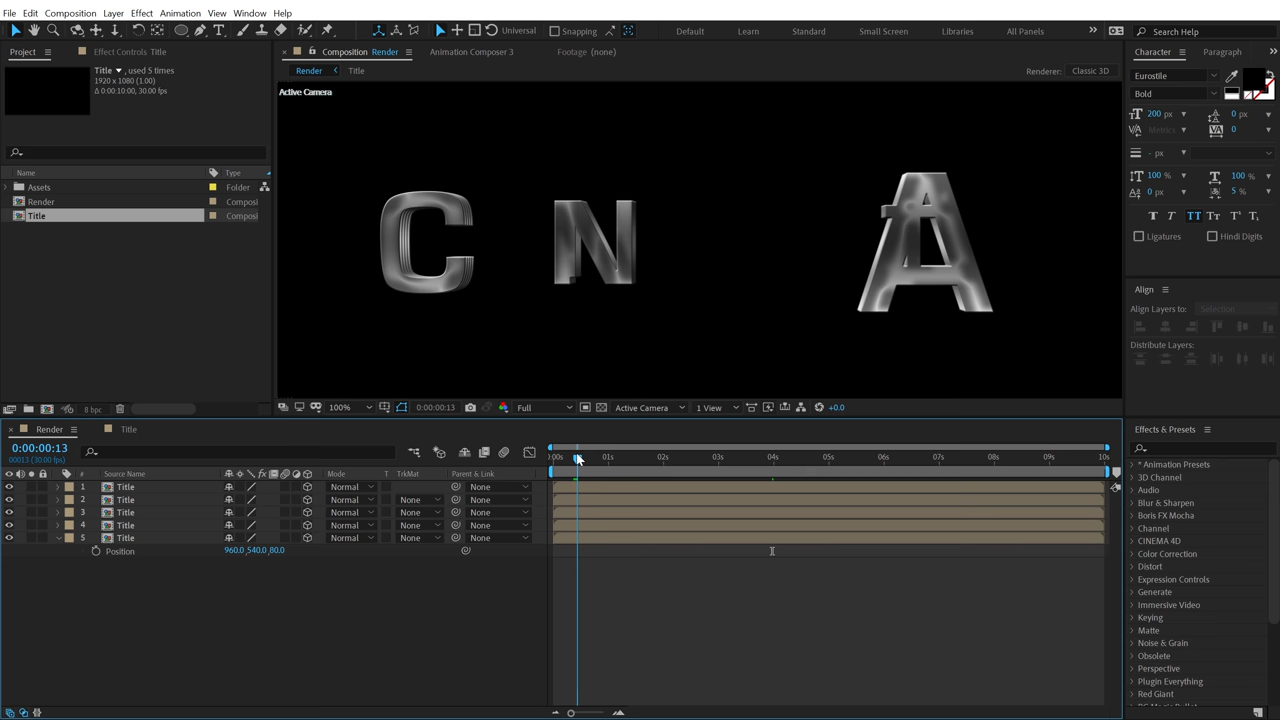 File Edit Composition Layer Effect Animation View Window Help
Universal Snapping Default Learn Standard Small Screen Libraries All Panels Search Help
Project Effect Controls Title Composition Render Animation Composer 3 Footage (none) Character Paragraph
Title , used 5 times
1920 x 1080 (1.00)
Δ 0:00:10:00, 30.00 fps
Render Title Renderer: Classic 3D
Active Camera
Eurostile
Bold
200 px 0 px
Metrics 0
- px
100 % 100 %
0 px 5 %
TT
Ligatures Hindi Digits
Name Type
Assets Folder
Render Composi
Title Composi
C N A
Align
Align Layers to: Selection
Distribute Layers:
8 bpc
100% 0:00:00:13 Full Active Camera 1 View +0.0
Render Title Effects & Presets
0:00:00:13
00013 (30.00 fps)
:00s 01s 02s 03s 04s 05s 06s 07s 08s 09s 10s
# Source Name Mode T TrkMat Parent & Link
1 Title Normal None
2 Title Normal None None
3 Title Normal None None
4 Title Normal None None
5 Title Normal None None
Position 960.0,540.0,80.0
* Animation Presets
3D Channel
Audio
Blur & Sharpen
Boris FX Mocha
Channel
CINEMA 4D
Color Correction
Distort
Expression Controls
Generate
Immersive Video
Keying
Matte
Noise & Grain
Obsolete
Perspective
Plugin Everything
Red Giant